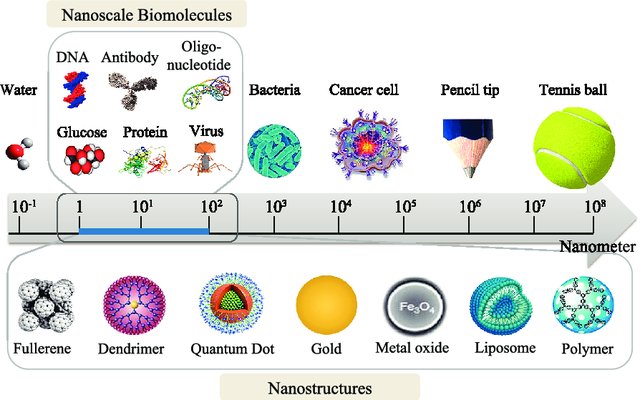 Nanoscale Biomolecules
DNA Antibody Oligo-
nucleotide
Water
Bacteria Cancer cell Pencil tip Tennis ball
Glucose Protein Virus
10-1 1 101 102 103 104 105 106 107 108
Nanometer
Fe3O4
Fullerene Dendrimer Quantum Dot Gold Metal oxide Liposome Polymer
Nanostructures